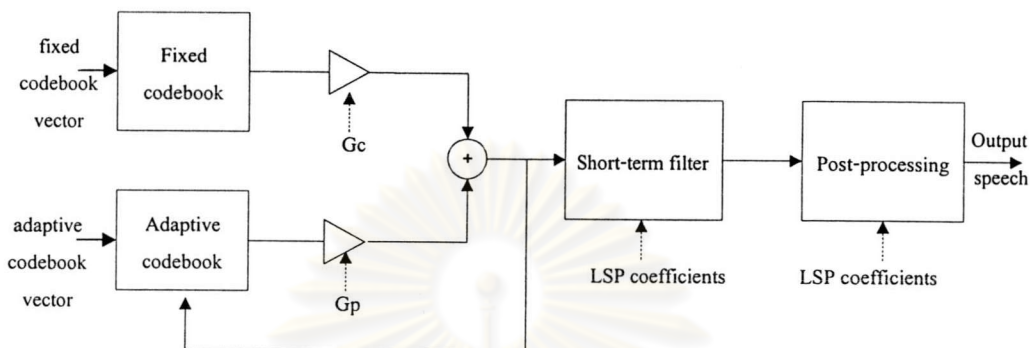 fixed
codebook
vector
Fixed
codebook
Gc
+
Short-term filter
LSP coefficients
Post-processing
LSP coefficients
Output
speech
adaptive
codebook
vector
Adaptive
codebook
Gp